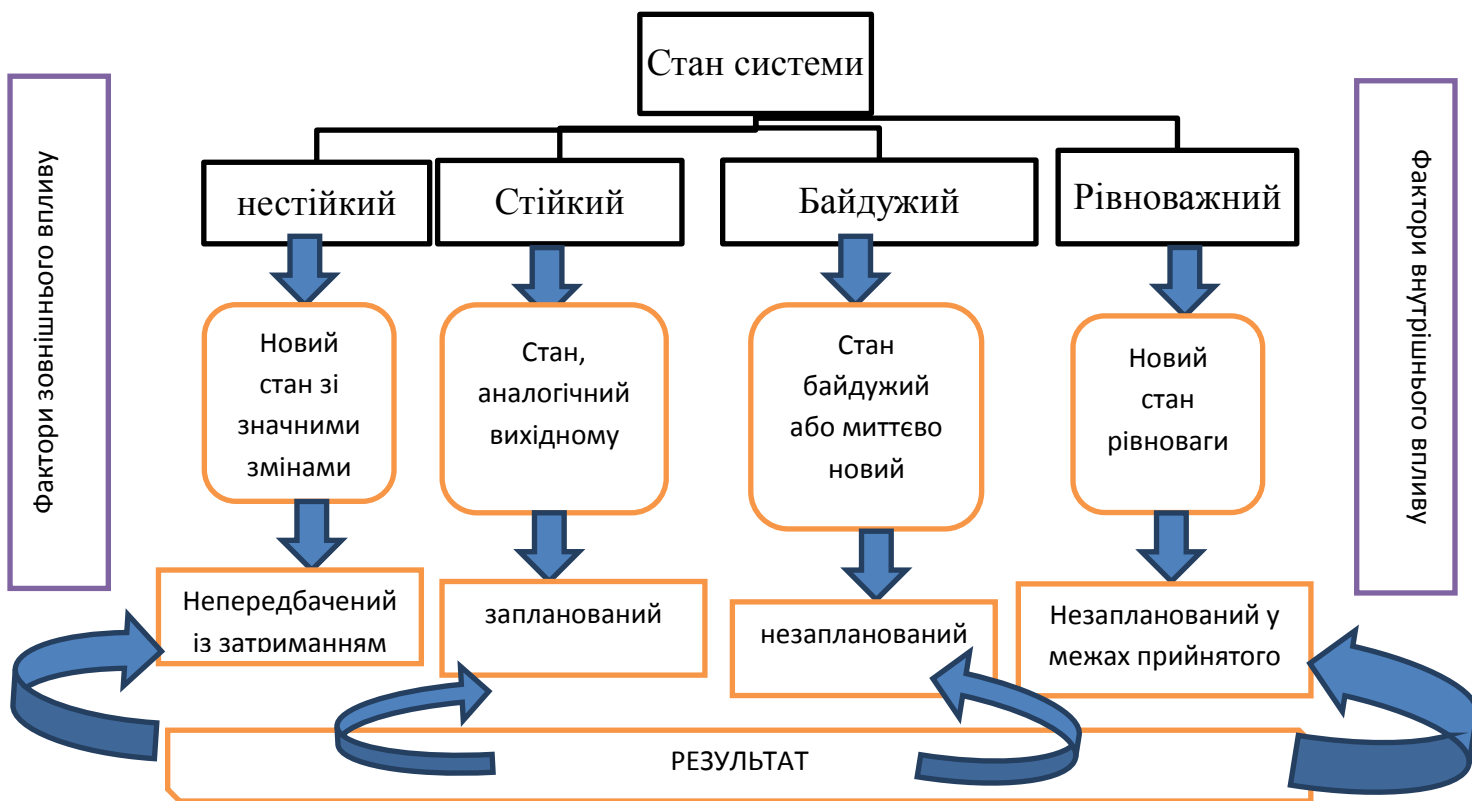 Стан системи
Фактори зовнішнього впливу
нестійкий
Стійкий
Байдужий
Рівноважний
Фактори внутрішнього впливу
Новий
стан зі
значними
змінами
Стан,
аналогічний
вихідному
Стан
байдужий
або миттєво
новий
Новий
стан
рівноваги
Непередбачений
із затриманням
запланований
незапланований
Незапланований у
межах прийнятого
РЕЗУЛЬТАТ